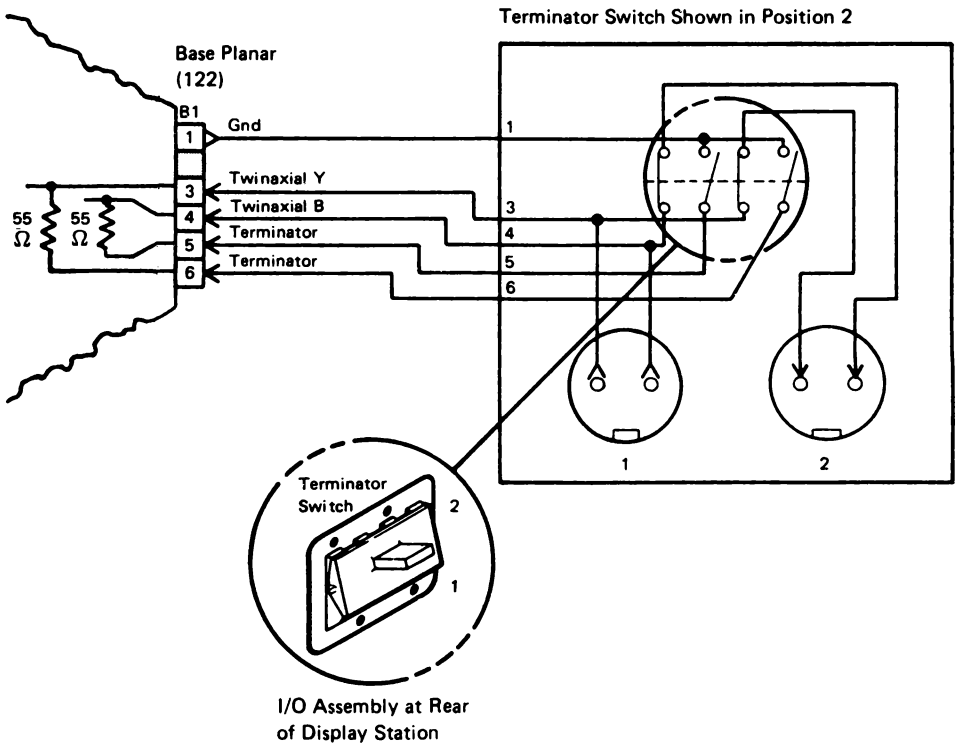 Terminator Switch Shown in Position 2
Base Planar
(122)
B1
1
Gnd
1
3
Twinaxial Y
3
4
Twinaxial B
4
5
Terminator
5
6
Terminator
6
55
Ω
55
Ω
1
2
Terminator
Switch
2
1
I/O Assembly at Rear
of Display Station